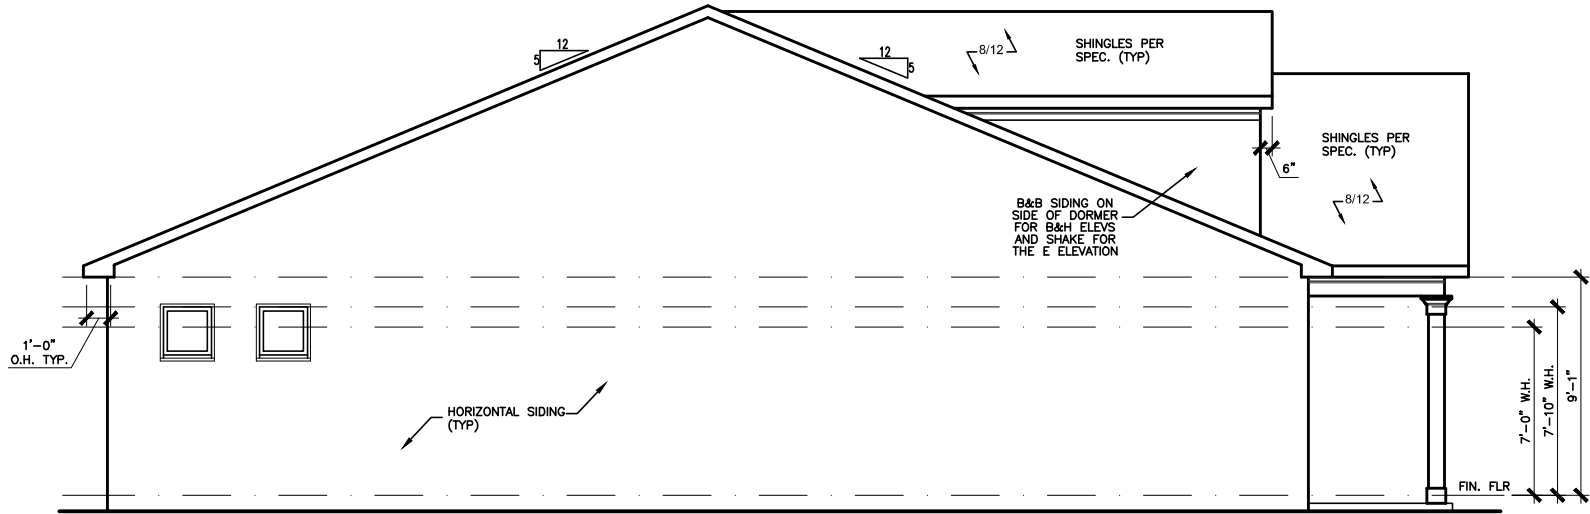 12
5
12
5
8/12
SHINGLES PER
SPEC. (TYP)
SHINGLES PER
SPEC. (TYP)
6"
8/12
B&B SIDING ON
SIDE OF DORMER
FOR B&H ELEVS
AND SHAKE FOR
THE E ELEVATION
1'-0"
O.H. TYP.
HORIZONTAL SIDING
(TYP)
7'-0" W.H.
7'-10" W.H.
9'-1"
FIN. FLR